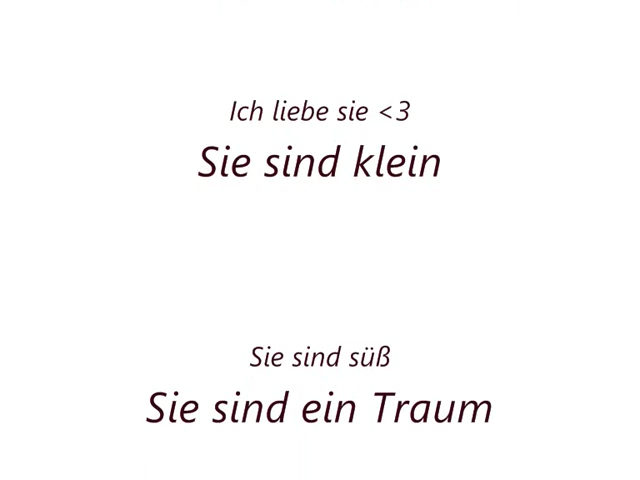 Ich liebe sie <3
Sie sind klein
Sie sind süß
Sie sind ein Traum